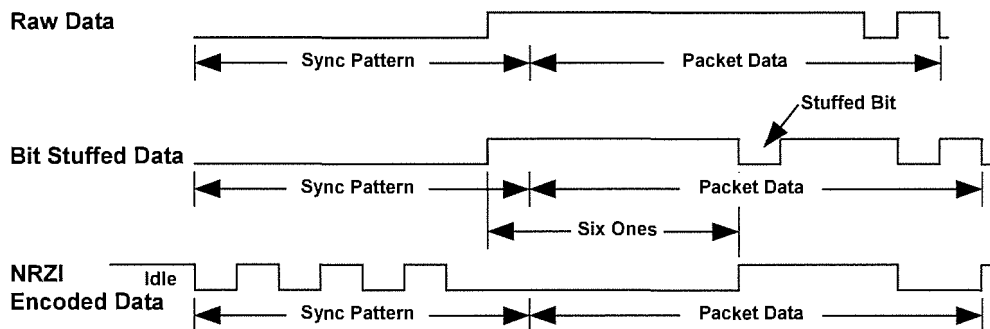 Raw Data
Sync Pattern
Packet Data
Stuffed Bit
Bit Stuffed Data
Sync Pattern
Packet Data
Six Ones
NRZI
Idle
Encoded Data
Sync Pattern
Packet Data